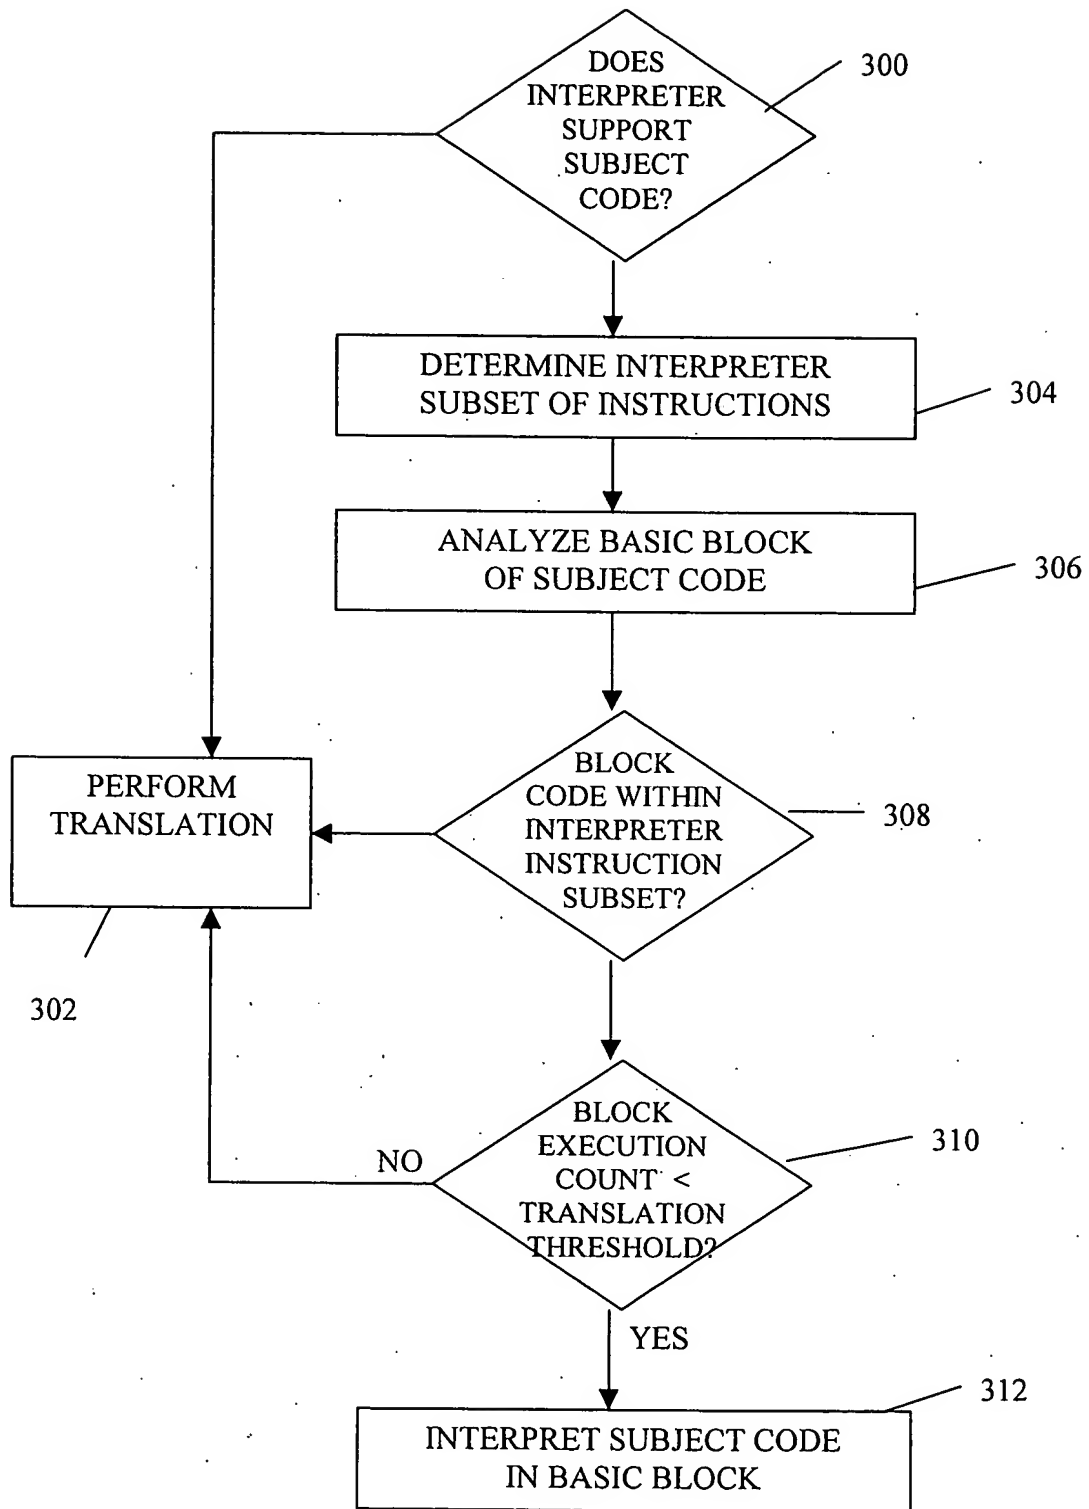 DOES
INTERPRETER
SUPPORT
SUBJECT
CODE?
300
DETERMINE INTERPRETER
SUBSET OF INSTRUCTIONS
304
ANALYZE BASIC BLOCK
OF SUBJECT CODE
306
PERFORM
TRANSLATION
302
BLOCK
CODE WITHIN
INTERPRETER
INSTRUCTION
SUBSET?
308
BLOCK
EXECUTION
COUNT <
TRANSLATION
THRESHOLD?
310
NO
YES
312
INTERPRET SUBJECT CODE
IN BASIC BLOCK